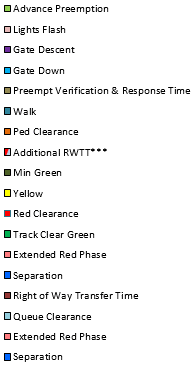 Advance Preemption
Lights Flash
Gate Descent
Gate Down
Preempt Verification & Response Time
Walk
Ped Clearance
Additional RWTT***
Min Green
Yellow
Red Clearance
Track Clear Green
Extended Red Phase
Separation
Right of Way Transfer Time
Queue Clearance
Extended Red Phase
Separation